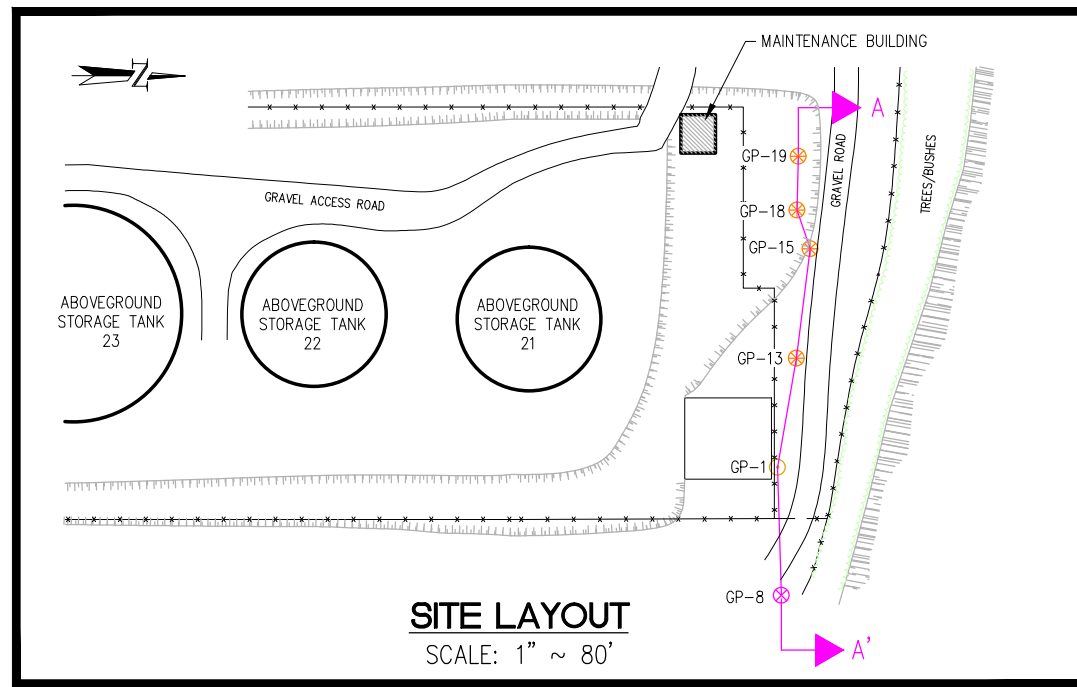 MAINTENANCE BUILDING
N
A
GP-19
GRAVEL ROAD
TREES/BUSHES
GRAVEL ACCESS ROAD
GP-18
GP-15
ABOVEGROUND
STORAGE TANK
23
ABOVEGROUND
STORAGE TANK
22
ABOVEGROUND
STORAGE TANK
21
GP-13
GP-1
GP-8
SITE LAYOUT
SCALE: 1" ~ 80'
A'